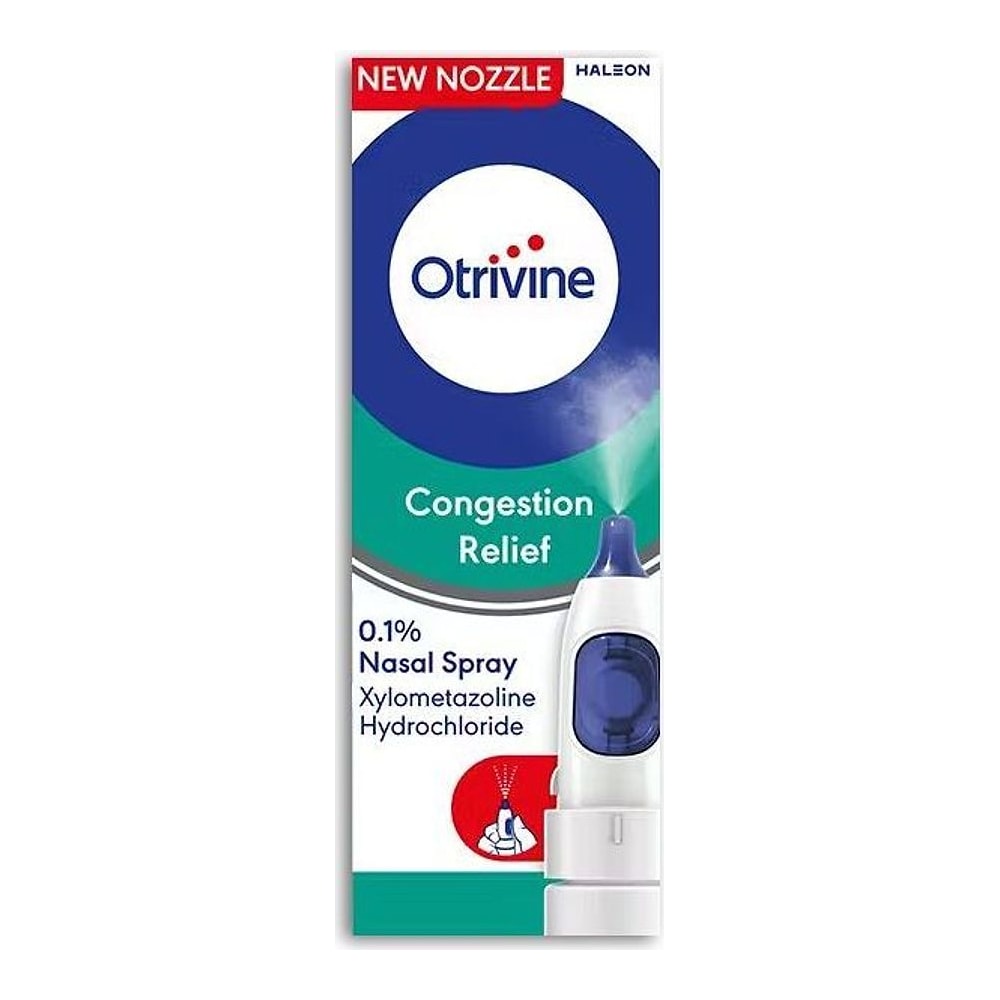 NEW NOZZLE
HALEON
Otrivine
Congestion
Relief
0.1%
Nasal Spray
Xylometazoline
Hydrochloride